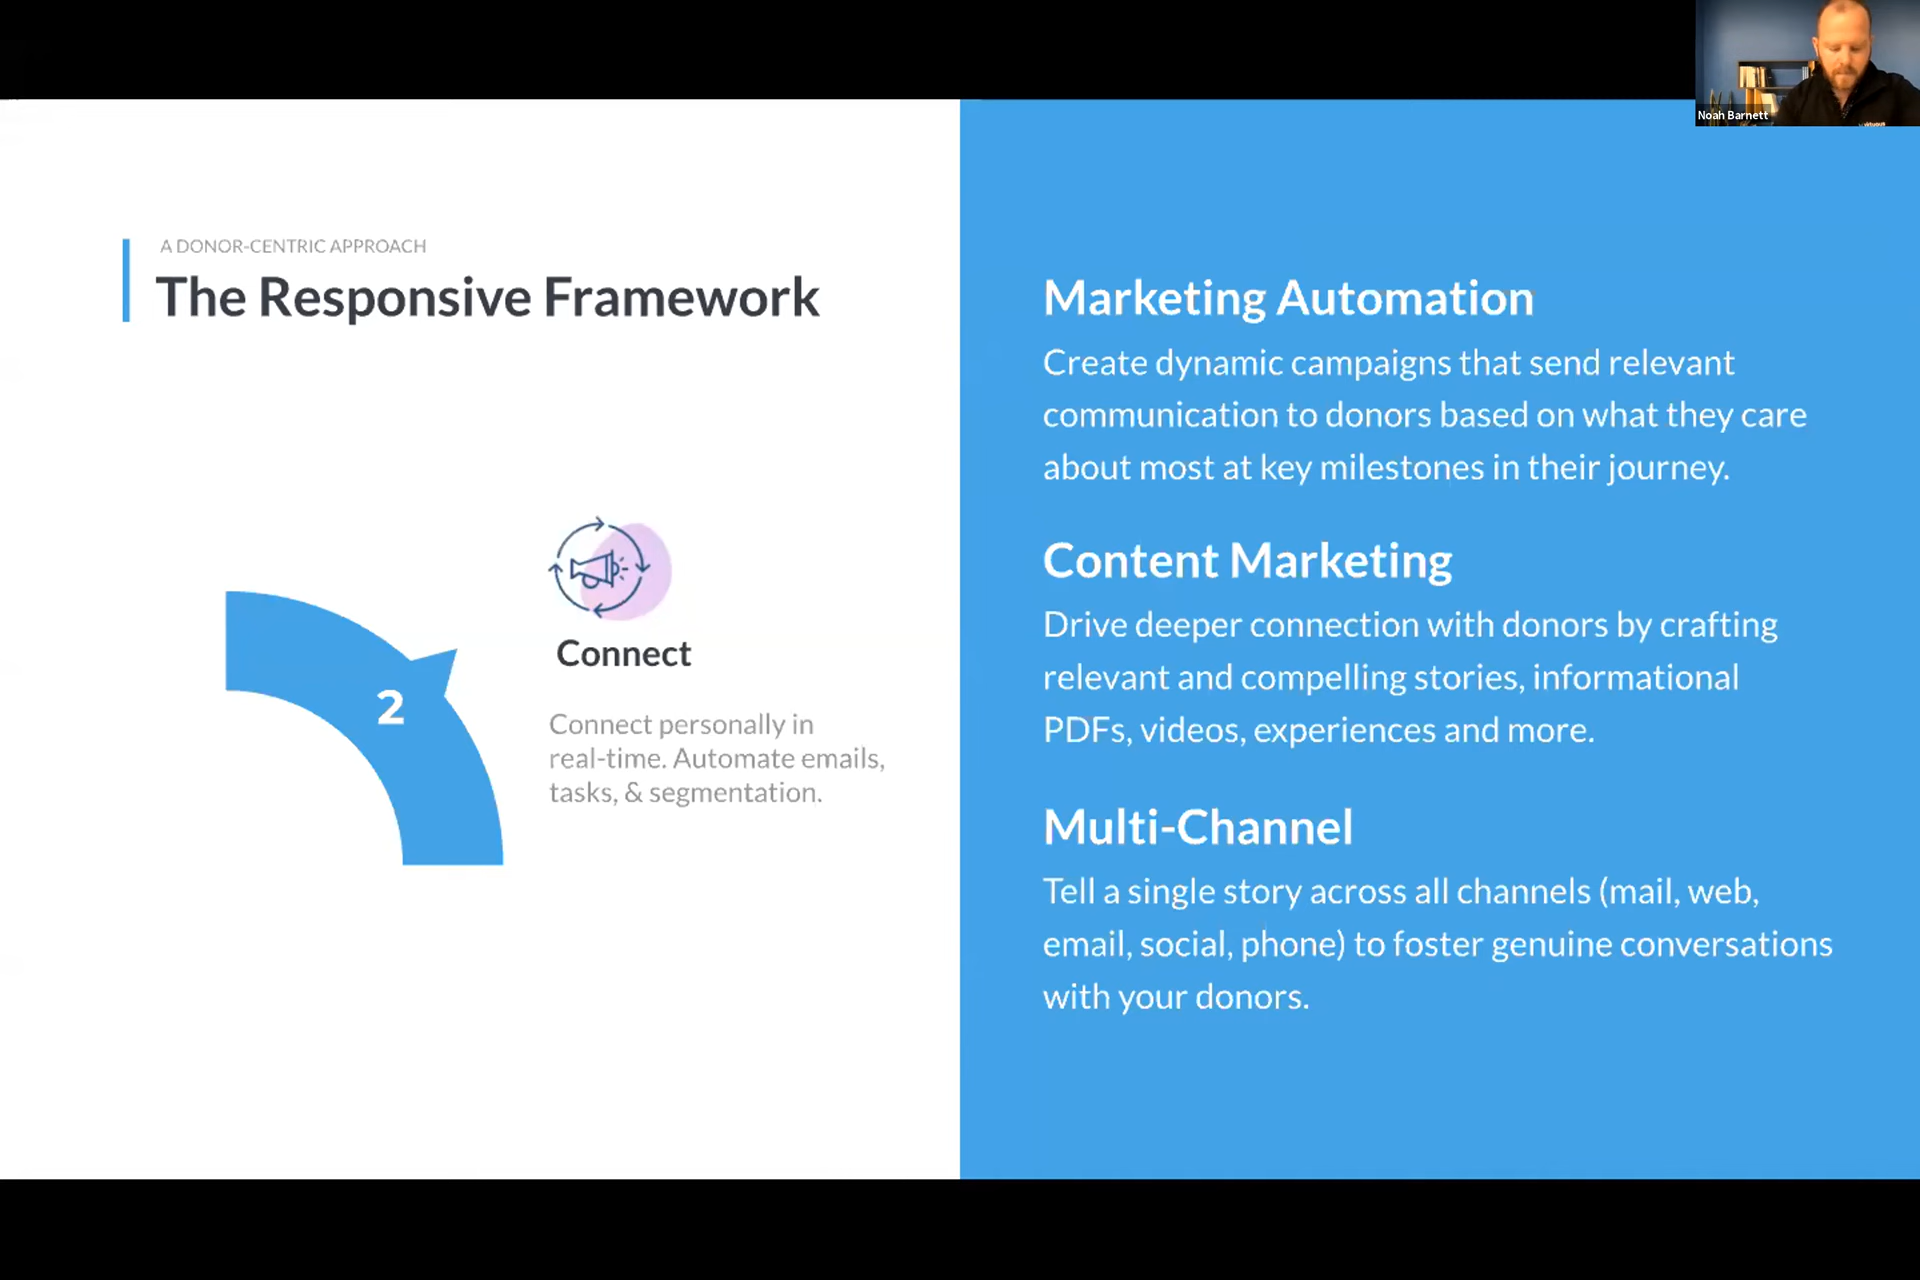 Noah Barnett
A DONOR-CENTRIC APPROACH
The Responsive Framework
2
Connect
Connect personally in
real-time. Automate emails,
tasks, & segmentation.
Marketing Automation
Create dynamic campaigns that send relevant
communication to donors based on what they care
about most at key milestones in their journey.
Content Marketing
Drive deeper connection with donors by crafting
relevant and compelling stories, informational
PDFs, videos, experiences and more.
Multi-Channel
Tell a single story across all channels (mail, web,
email, social, phone) to foster genuine conversations
with your donors.